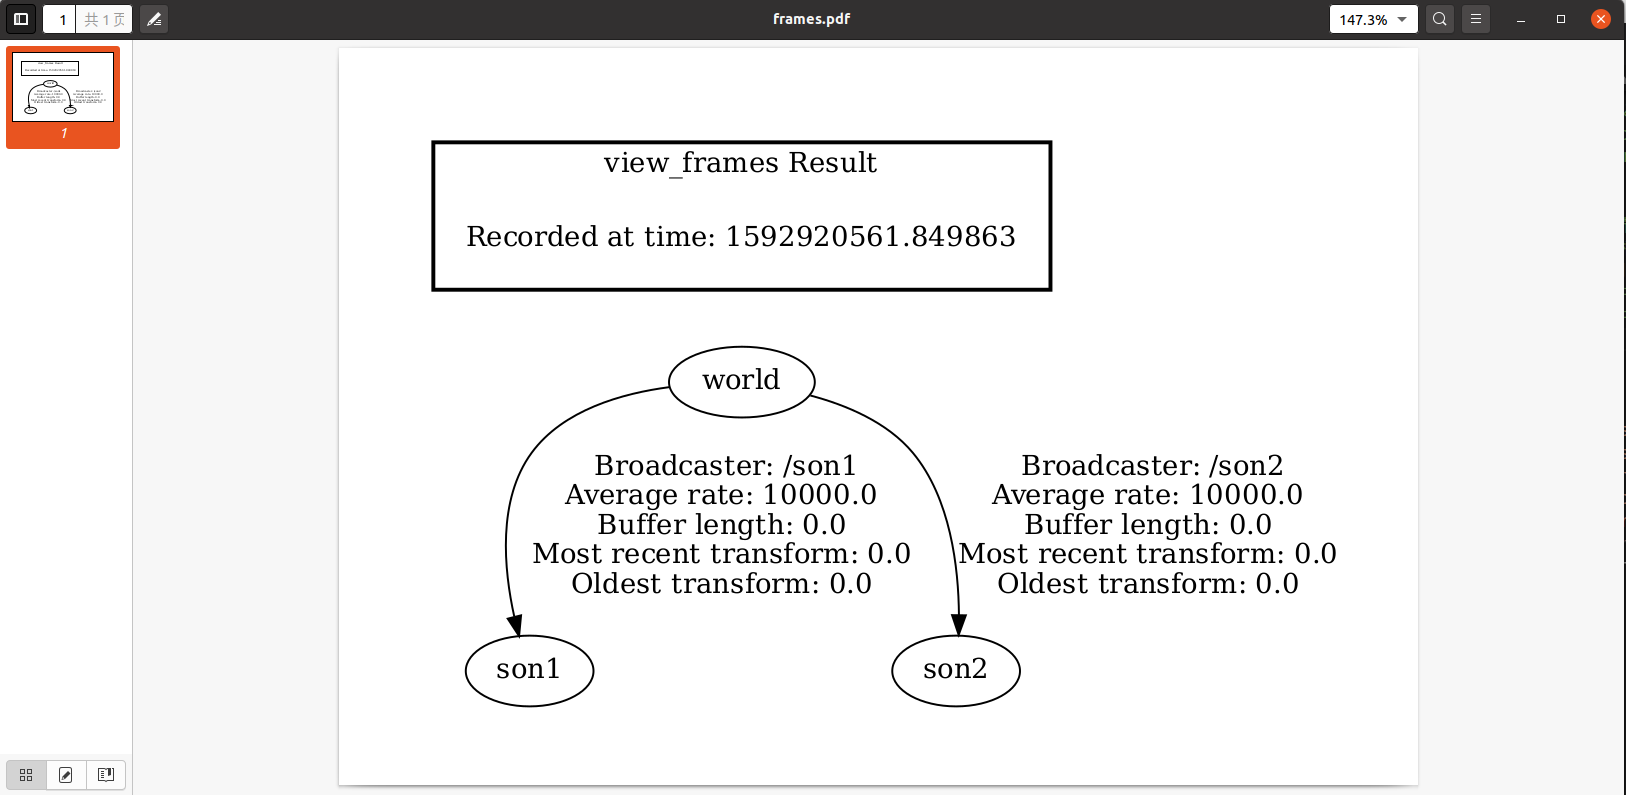 1
共 1 页
frames.pdf
147.3%
1
view_frames Result
Recorded at time: 1592920561.849863
world
Broadcaster: /son1
Average rate: 10000.0
Buffer length: 0.0
Most recent transform: 0.0
Oldest transform: 0.0
Broadcaster: /son2
Average rate: 10000.0
Buffer length: 0.0
Most recent transform: 0.0
Oldest transform: 0.0
son1
son2